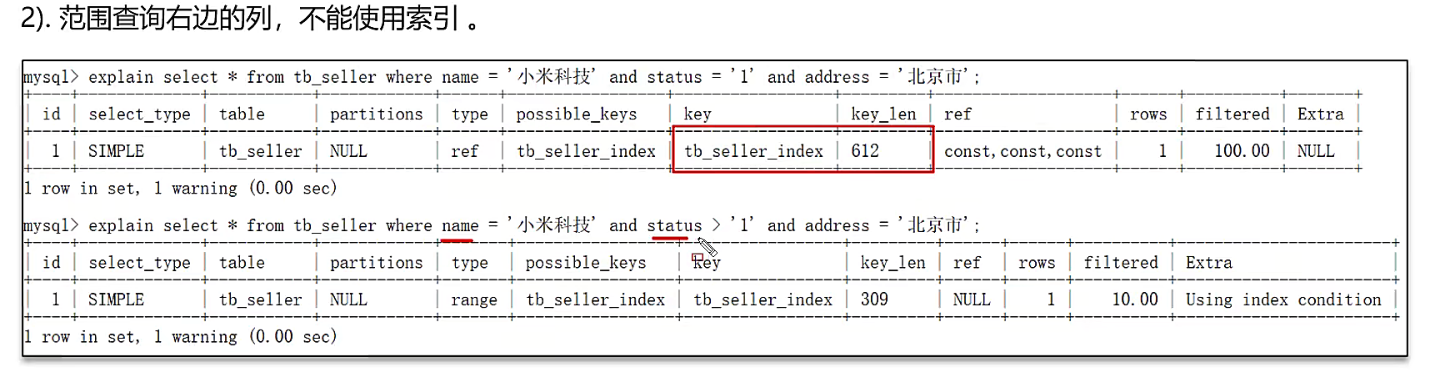 2). 范围查询右边的列，不能使用索引 。
mysql> explain select * from tb_seller where name = '小米科技' and status = '1' and address = '北京市';
| id | select_type | table | partitions | type | possible_keys | key | key_len | ref | rows | filtered | Extra |
| 1 | SIMPLE | tb_seller | NULL | ref | tb_seller_index | tb_seller_index | 612 | const,const,const | 1 | 100.00 | NULL |
1 row in set, 1 warning (0.00 sec)
mysql> explain select * from tb_seller where name = '小米科技' and status > '1' and address = '北京市';
| id | select_type | table | partitions | type | possible_keys | key | key_len | ref | rows | filtered | Extra |
| 1 | SIMPLE | tb_seller | NULL | range | tb_seller_index | tb_seller_index | 309 | NULL | 1 | 10.00 | Using index condition |
1 row in set, 1 warning (0.00 sec)